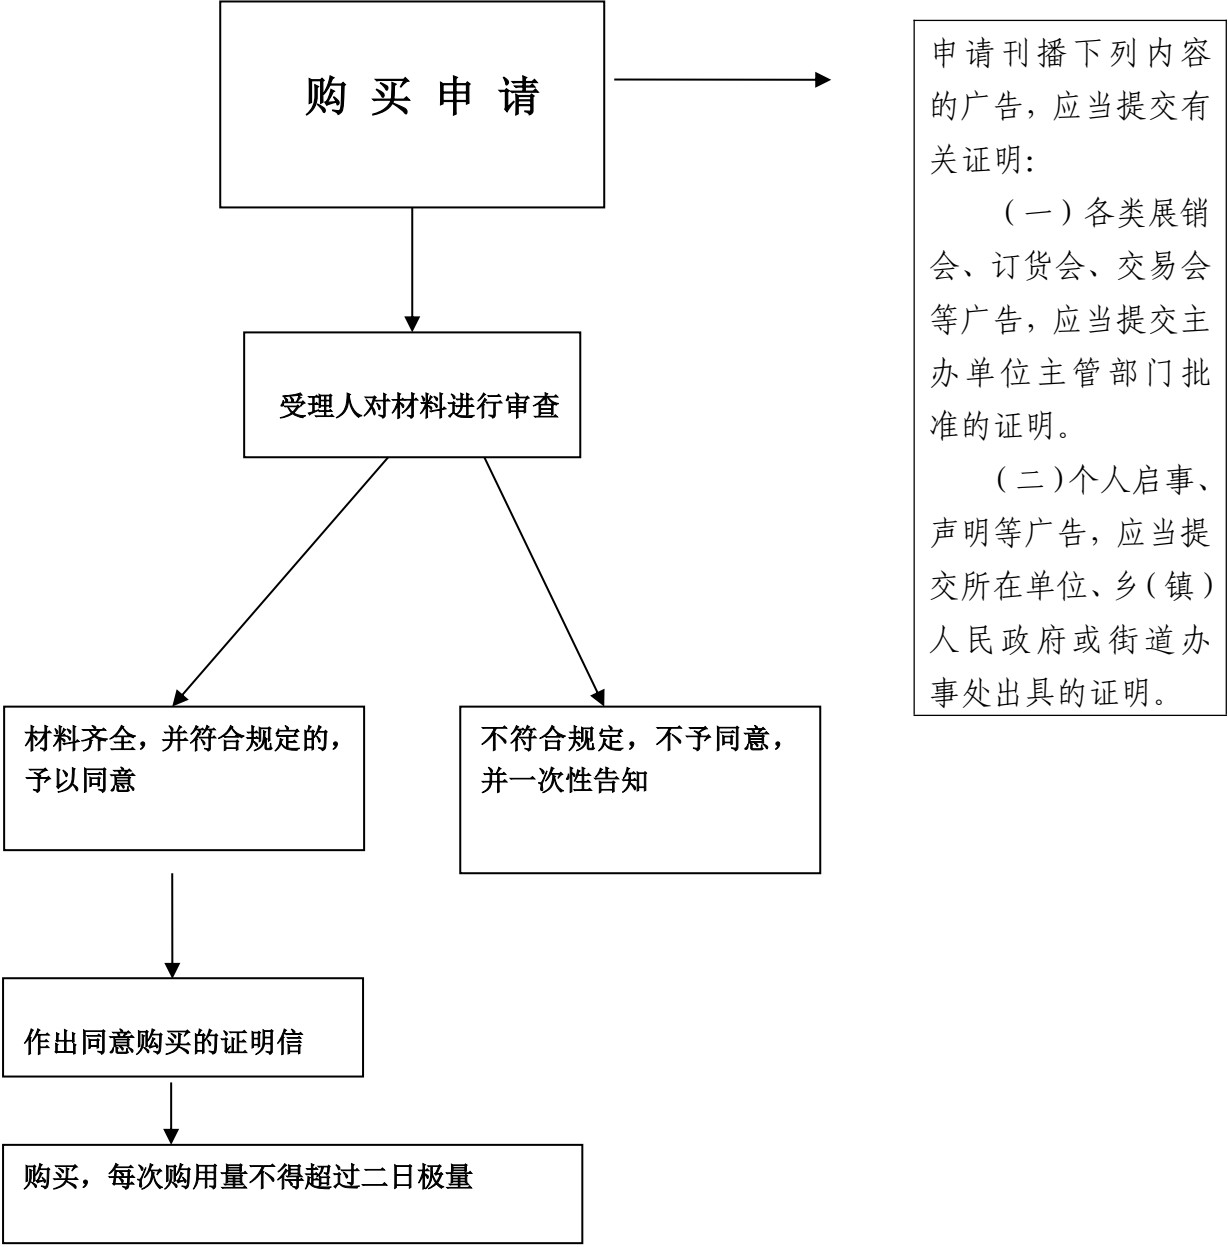 购 买 申 请
申请刊播下列内容
的广告，应当提交有
关证明：
（一）各类展销
会、订货会、交易会
等广告，应当提交主
办单位主管部门批
准的证明。
（二）个人启事、
声明等广告，应当提
交所在单位、乡（镇）
人民政府或街道办
事处出具的证明。
受理人对材料进行审查
材料齐全，并符合规定的，
予以同意
不符合规定，不予同意，
并一次性告知
作出同意购买的证明信
购买，每次购用量不得超过二日极量